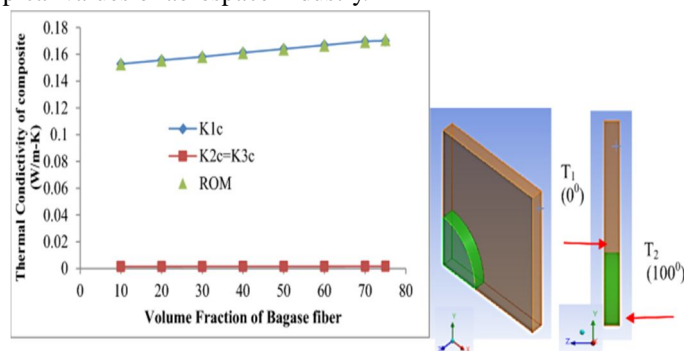 0.18
0.16
0.14
0.12
0.1
0.08
0.06
0.04
0.02
0
Thermal Condictivity of composite
(W/m-K)
K1c
K2c=K3c
ROM
0 10 20 30 40 50 60 70 80
Volume Fraction of Bagase fiber
T1
(0⁰)
T2
(100⁰)
Y
Z